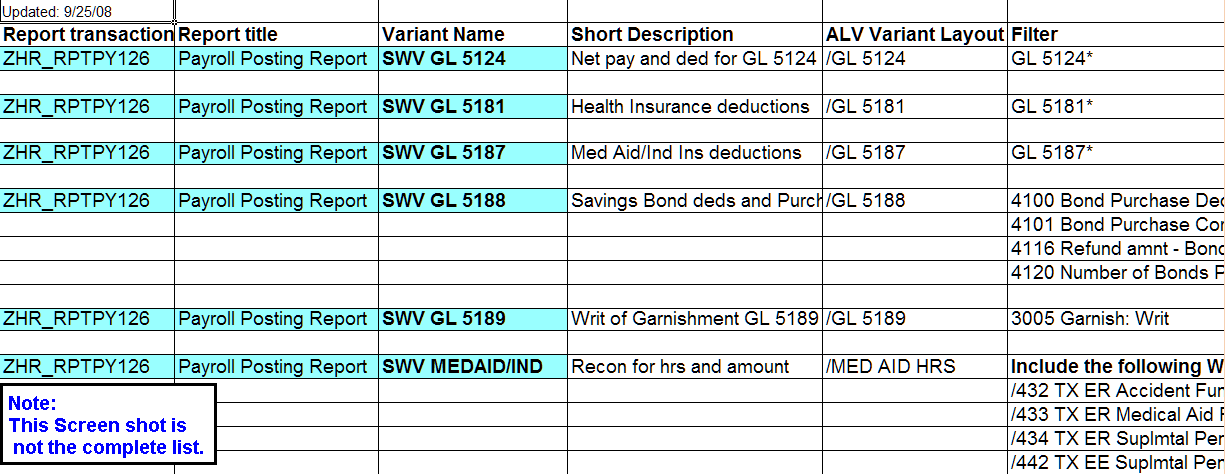 Updated: 9/25/08
Report transaction Report title Variant Name Short Description ALV Variant Layout Filter
ZHR_RPTPY126 Payroll Posting Report SWV GL 5124 Net pay and ded for GL 5124 /GL 5124 GL 5124*
ZHR_RPTPY126 Payroll Posting Report SWV GL 5181 Health Insurance deductions /GL 5181 GL 5181*
ZHR_RPTPY126 Payroll Posting Report SWV GL 5187 Med Aid/Ind Ins deductions /GL 5187 GL 5187*
ZHR_RPTPY126 Payroll Posting Report SWV GL 5188 Savings Bond deds and Purch /GL 5188 4100 Bond Purchase Dec
4101 Bond Purchase Cor
4116 Refund amnt - Bond
4120 Number of Bonds P
ZHR_RPTPY126 Payroll Posting Report SWV GL 5189 Writ of Garnishment GL 5189 /GL 5189 3005 Garnish: Writ
ZHR_RPTPY126 Payroll Posting Report SWV MEDAID/IND Recon for hrs and amount /MED AID HRS Include the following W
/432 TX ER Accident Fun
/433 TX ER Medical Aid F
/434 TX ER Suplmtal Per
/442 TX EE Suplmtal Per
Note:
This Screen shot is
not the complete list.